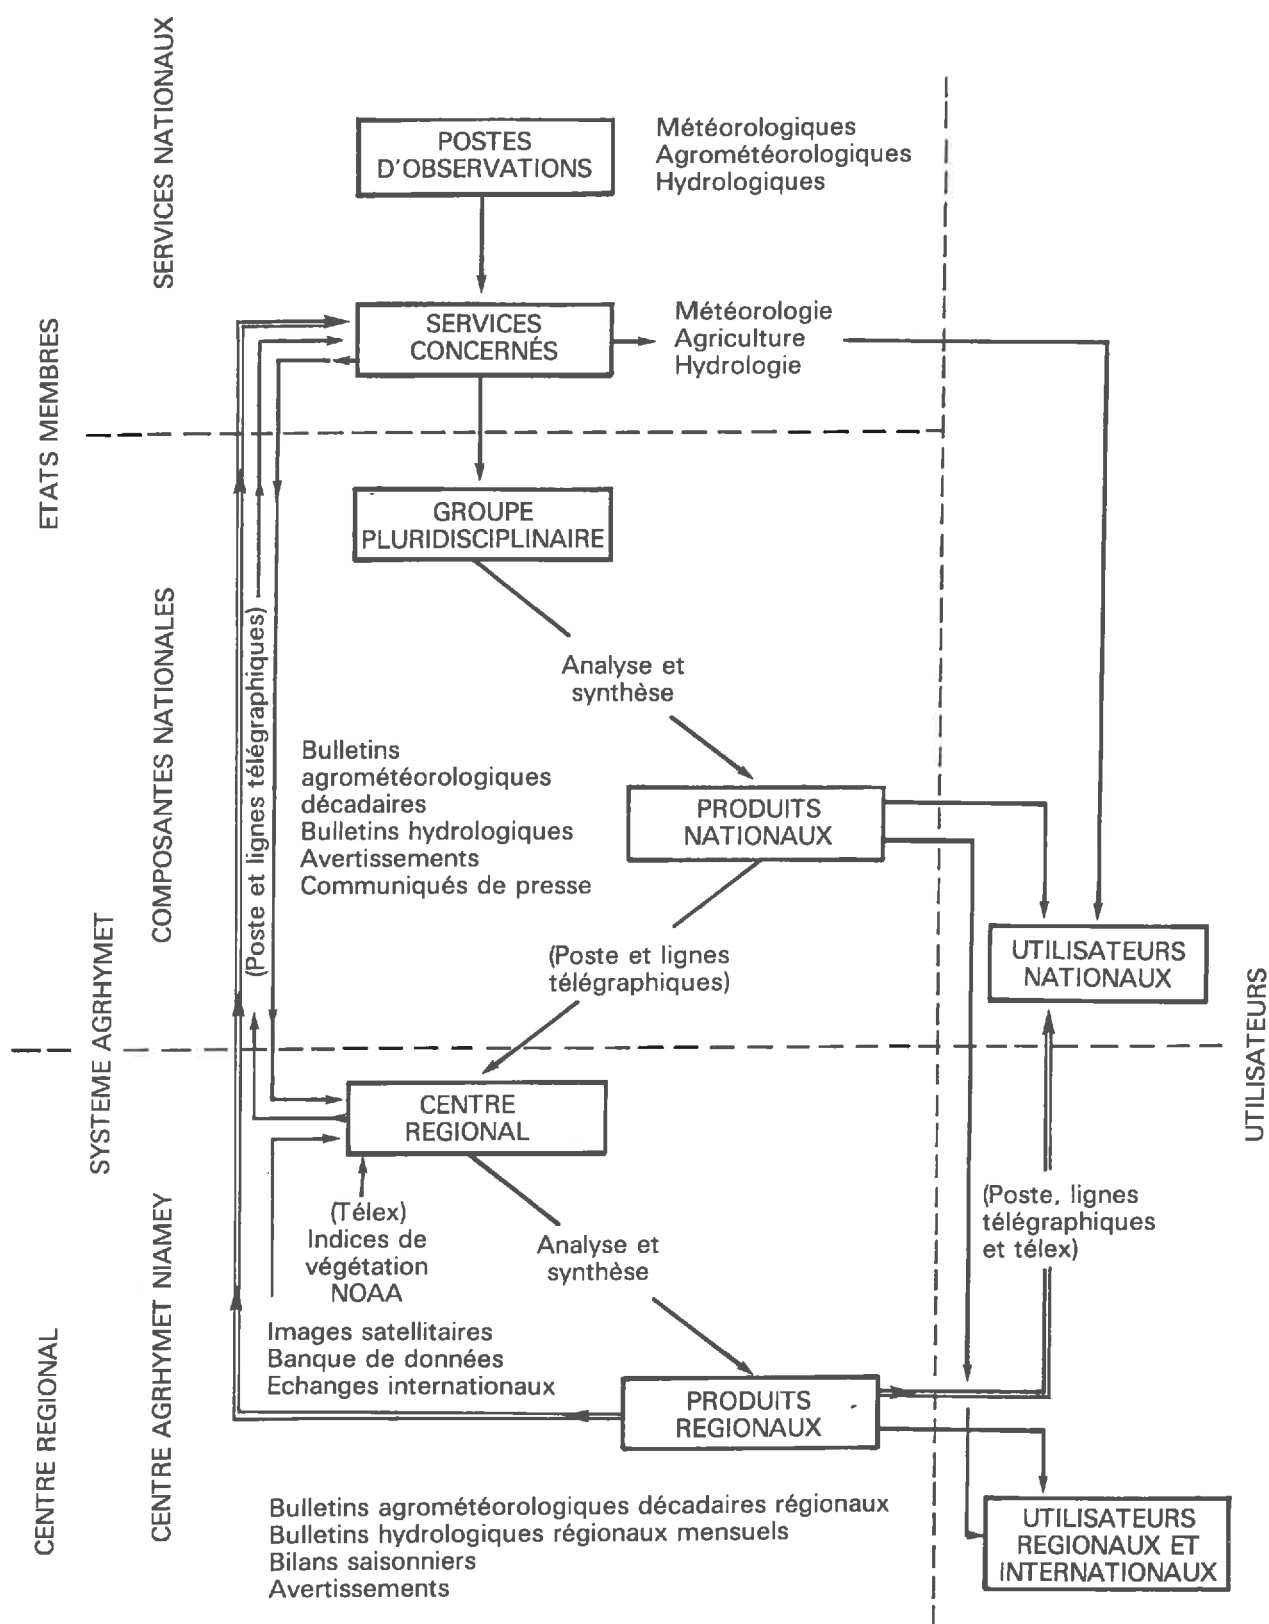 SERVICES NATIONAUX
POSTES
D'OBSERVATIONS
Météorologiques
Agrométéorologiques
Hydrologiques
ETATS MEMBRES
SERVICES
CONCERNÉS
Météorologie
Agriculture
Hydrologie
GROUPE
PLURIDISCIPLINAIRE
COMPOSANTES NATIONALES
(Poste et lignes télégraphiques)
Analyse et
synthèse
Bulletins
agrométéorologiques
décadaires
Bulletins hydrologiques
Avertissements
Communiqués de presse
PRODUITS
NATIONAUX
(Poste et lignes
télégraphiques)
UTILISATEURS
NATIONAUX
SYSTEME AGRHYMET
UTILISATEURS
CENTRE
REGIONAL
(Télex)
Indices de
végétation
NOAA
Analyse et
synthèse
(Poste, lignes
télégraphiques
et télex)
CENTRE REGIONAL
CENTRE AGRHYMET NIAMEY
Images satellitaires
Banque de données
Echanges internationaux
PRODUITS
REGIONAUX
Bulletins agrométéorologiques décadaires régionaux
Bulletins hydrologiques régionaux mensuels
Bilans saisonniers
Avertissements
UTILISATEURS
REGIONAUX ET
INTERNATIONAUX